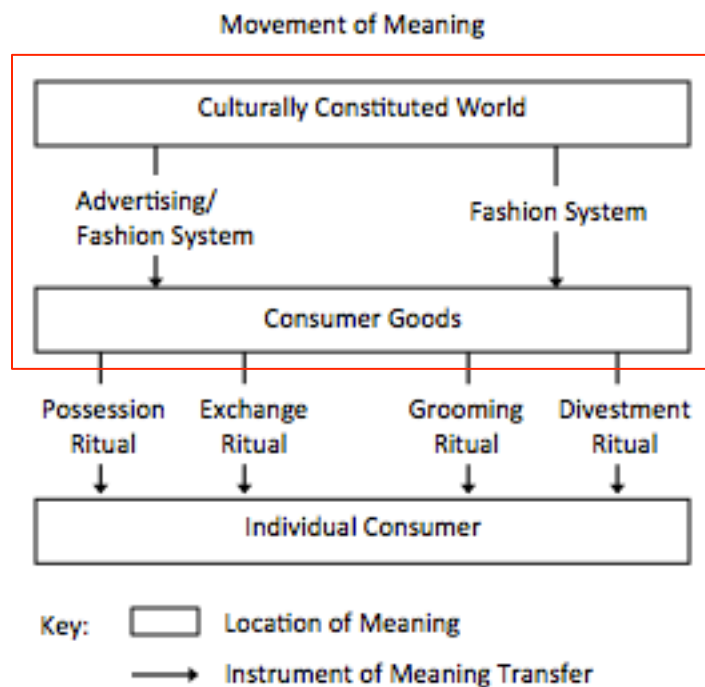 Movement of Meaning
Culturally Constituted World
Advertising/
Fashion System
Fashion System
Consumer Goods
Possession
Ritual
Exchange
Ritual
Grooming
Ritual
Divestment
Ritual
Individual Consumer
Key:
Location of Meaning
Instrument of Meaning Transfer